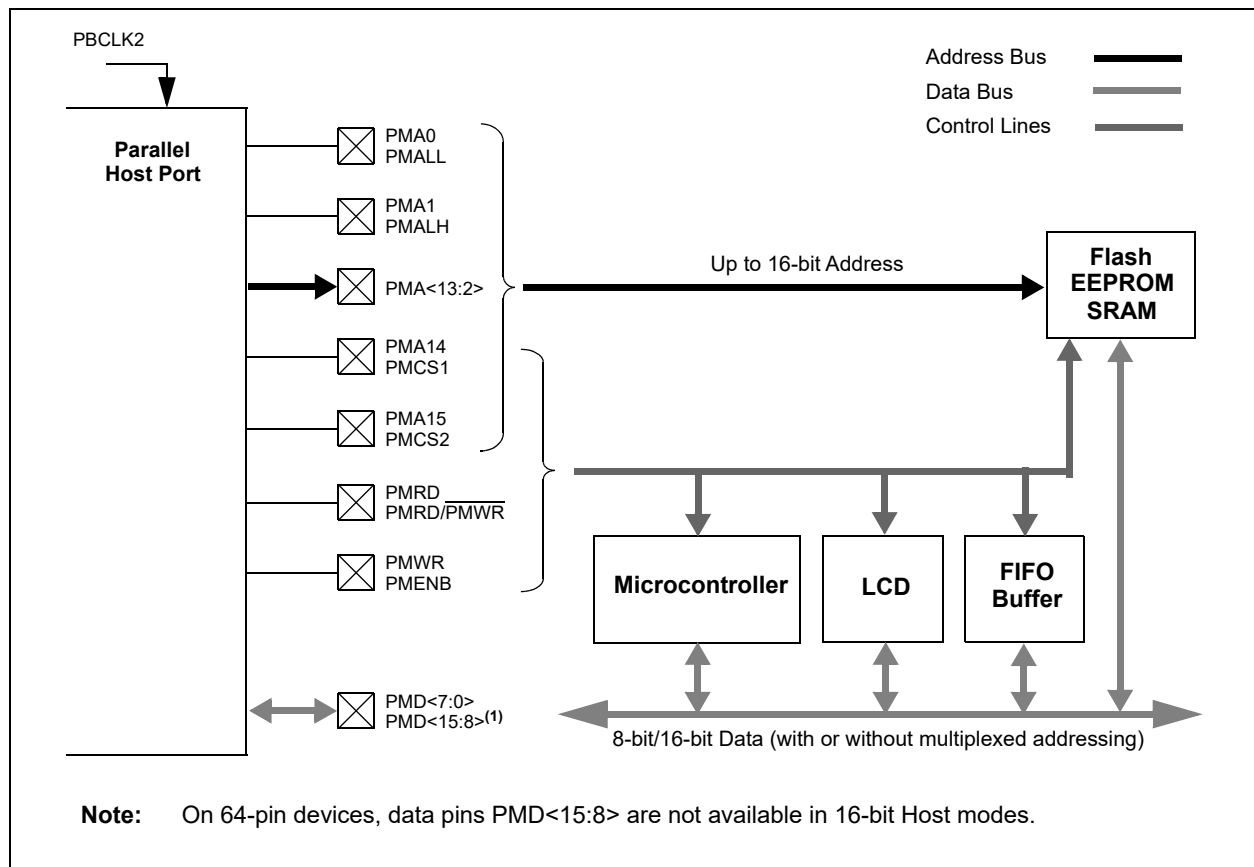 PBCLK2
Address Bus
Data Bus
Control Lines
Parallel
Host Port
PMA0
PMALL
PMA1
PMALH
PMA<13:2>
PMA14
PMCS1
PMA15
PMCS2
PMRD
PMRD/PMWR
PMWR
PMENB
PMD<7:0>
PMD<15:8>(1)
Up to 16-bit Address
Flash
EEPROM
SRAM
Microcontroller
LCD
FIFO
Buffer
8-bit/16-bit Data (with or without multiplexed addressing)
Note: On 64-pin devices, data pins PMD<15:8> are not available in 16-bit Host modes.